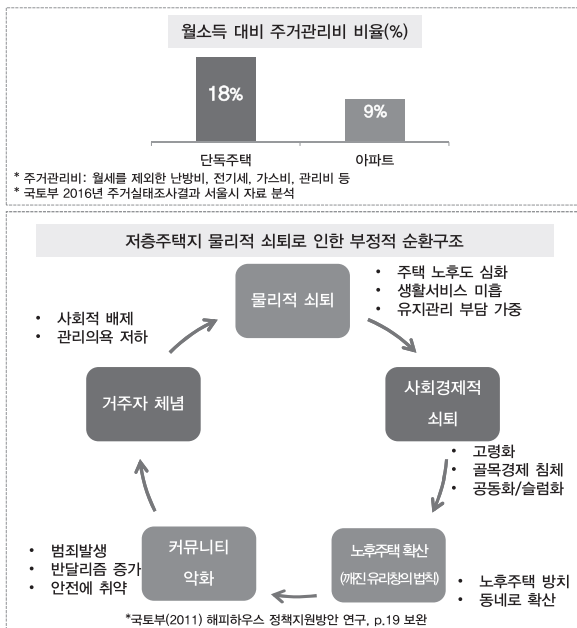 월소득 대비 주거관리비 비율(%)
18%
9%
단독주택
아파트
* 주거관리비: 월세를 제외한 난방비, 전기세, 가스비, 관리비 등
* 국토부 2016년 주거실태조사결과 서울시 자료 분석
저층주택지 물리적 쇠퇴로 인한 부정적 순환구조
물리적 쇠퇴
• 주택 노후도 심화
• 생활서비스 미흡
• 유지관리 부담 가중
• 사회적 배제
• 관리의욕 저하
거주자 체념
사회경제적
쇠퇴
• 고령화
• 골목경제 침체
• 공동화/슬럼화
• 범죄발생
• 반달리즘 증가
• 안전에 취약
커뮤니티
악화
노후주택 확산
(깨진 유리창의 법칙)
• 노후주택 방치
• 동네로 확산
*국토부(2011) 해피하우스 정책지원방안 연구, p.19 보완